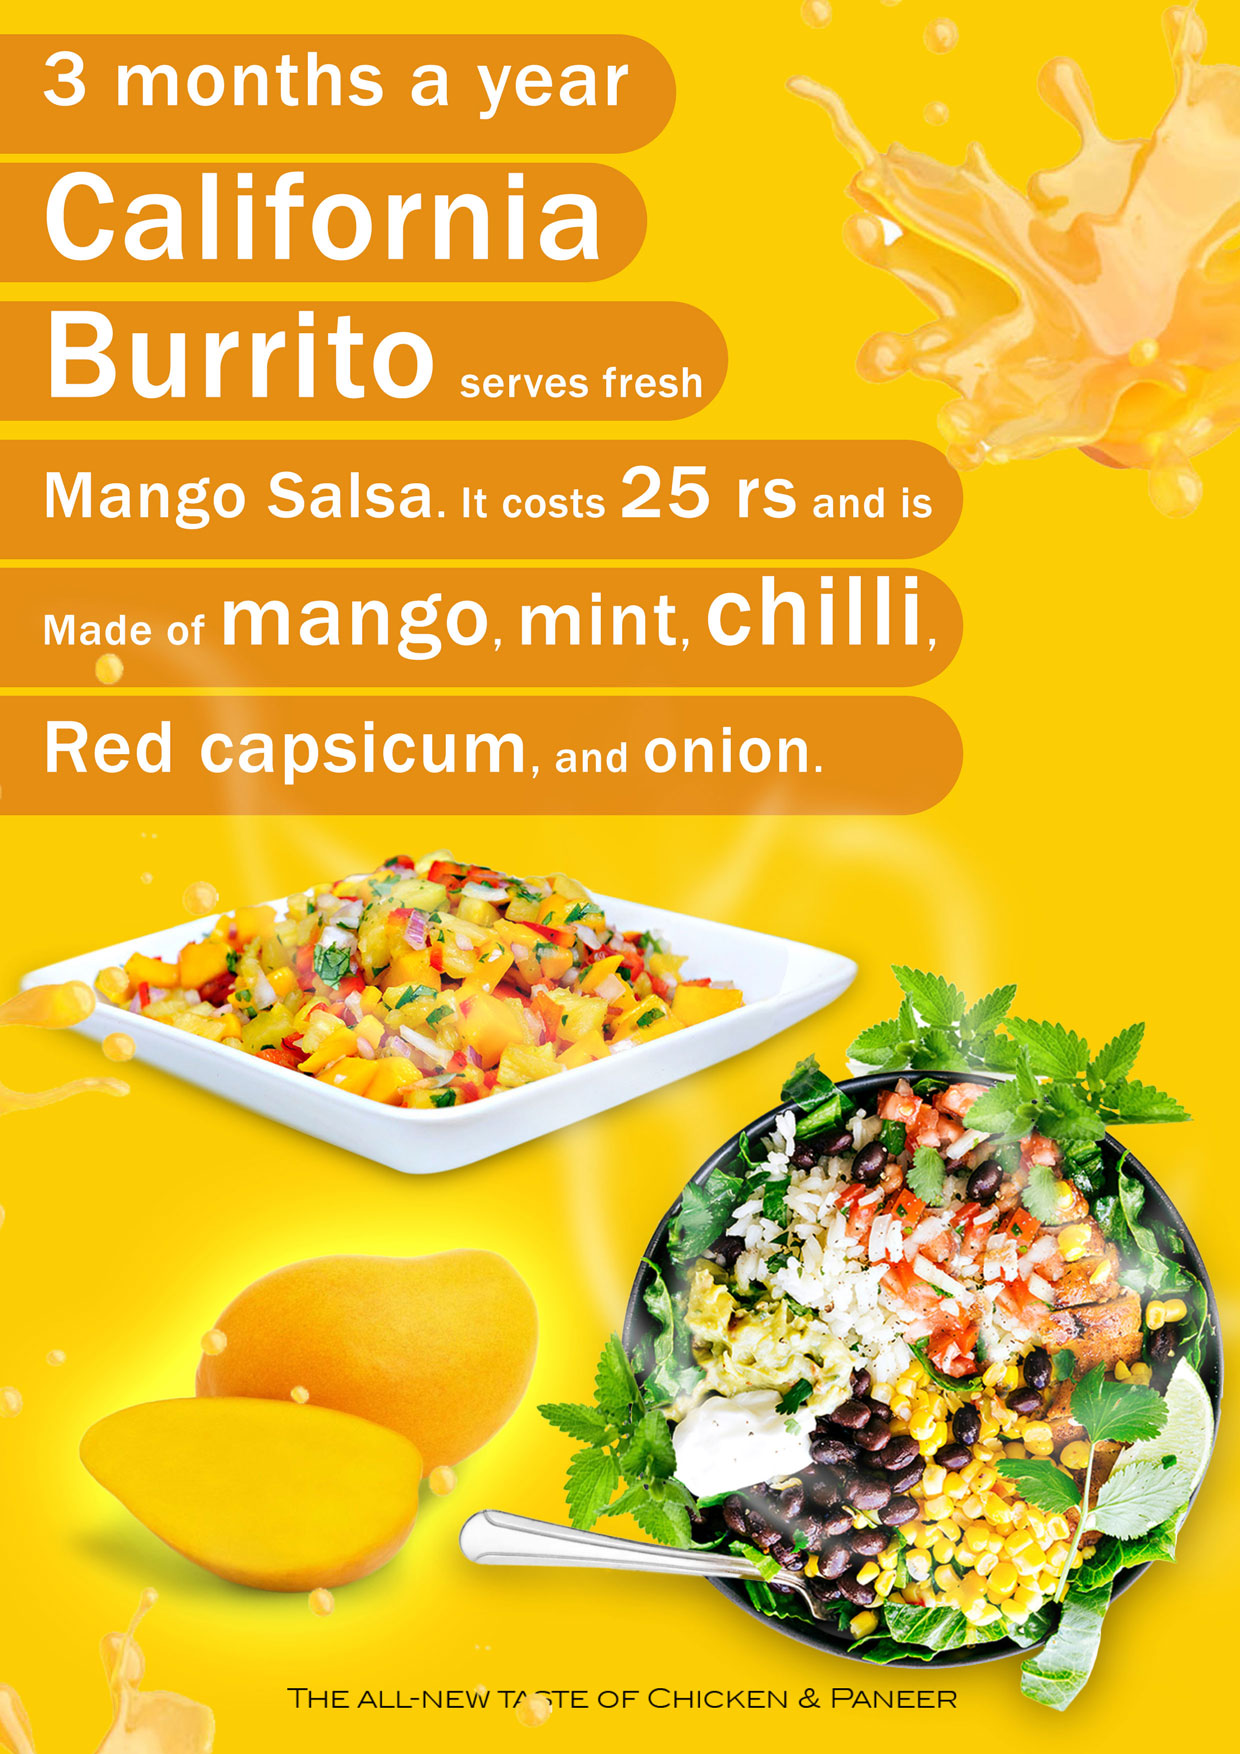 3 months a year
California
Burrito serves fresh
Mango Salsa. It costs 25 rs and is
Made of mango, mint, chilli,
Red capsicum, and onion.
The all-new taste of Chicken & Paneer